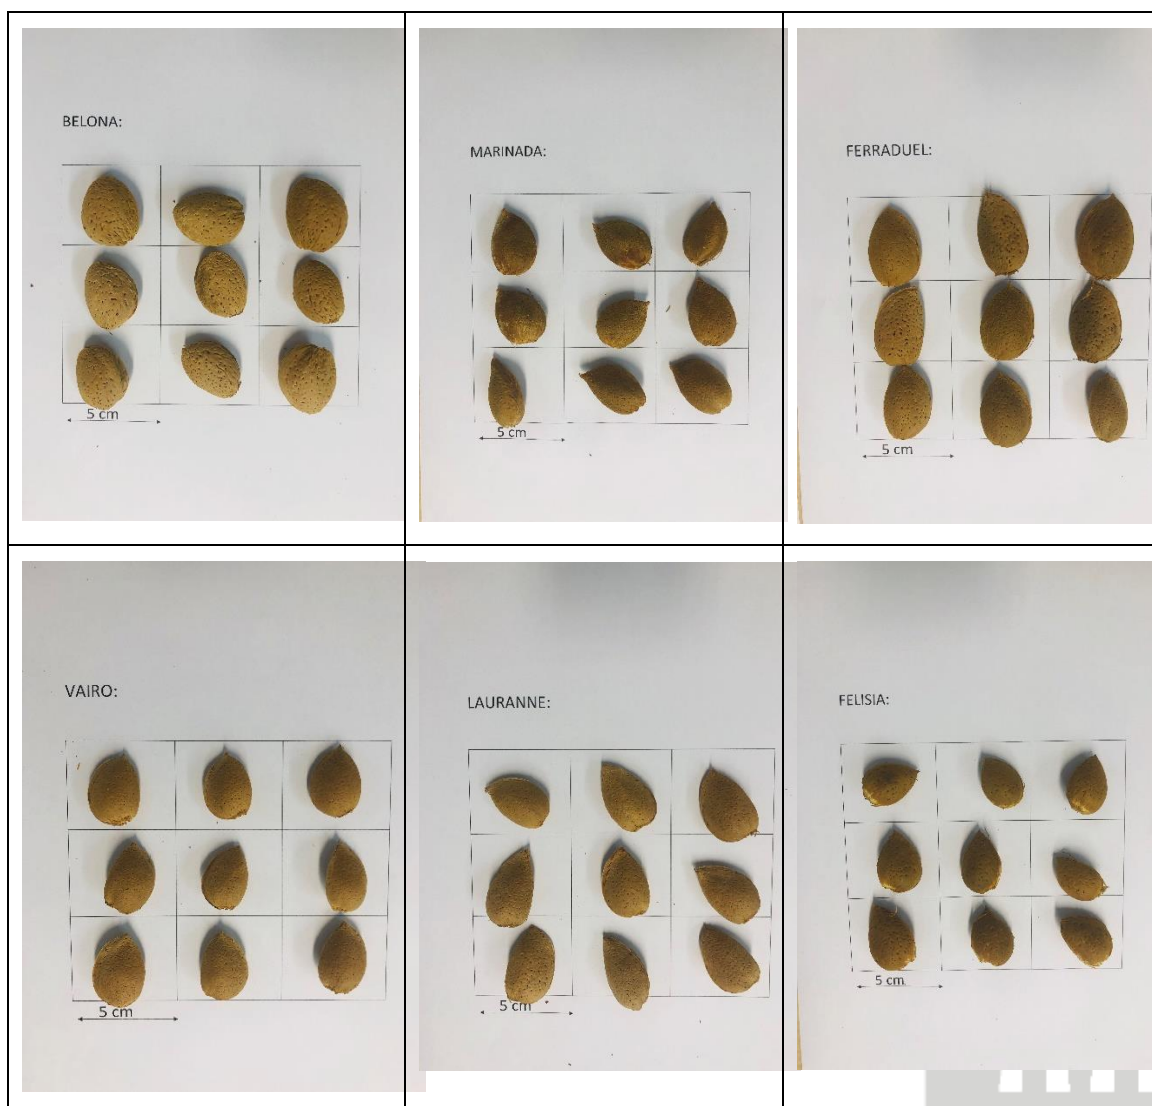 BELONA:
5 cm
MARINADA:
5 cm
FERRADUEL:
5 cm
VAIRO:
5 cm
LAURANNE:
5 cm
FELISIA:
5 cm